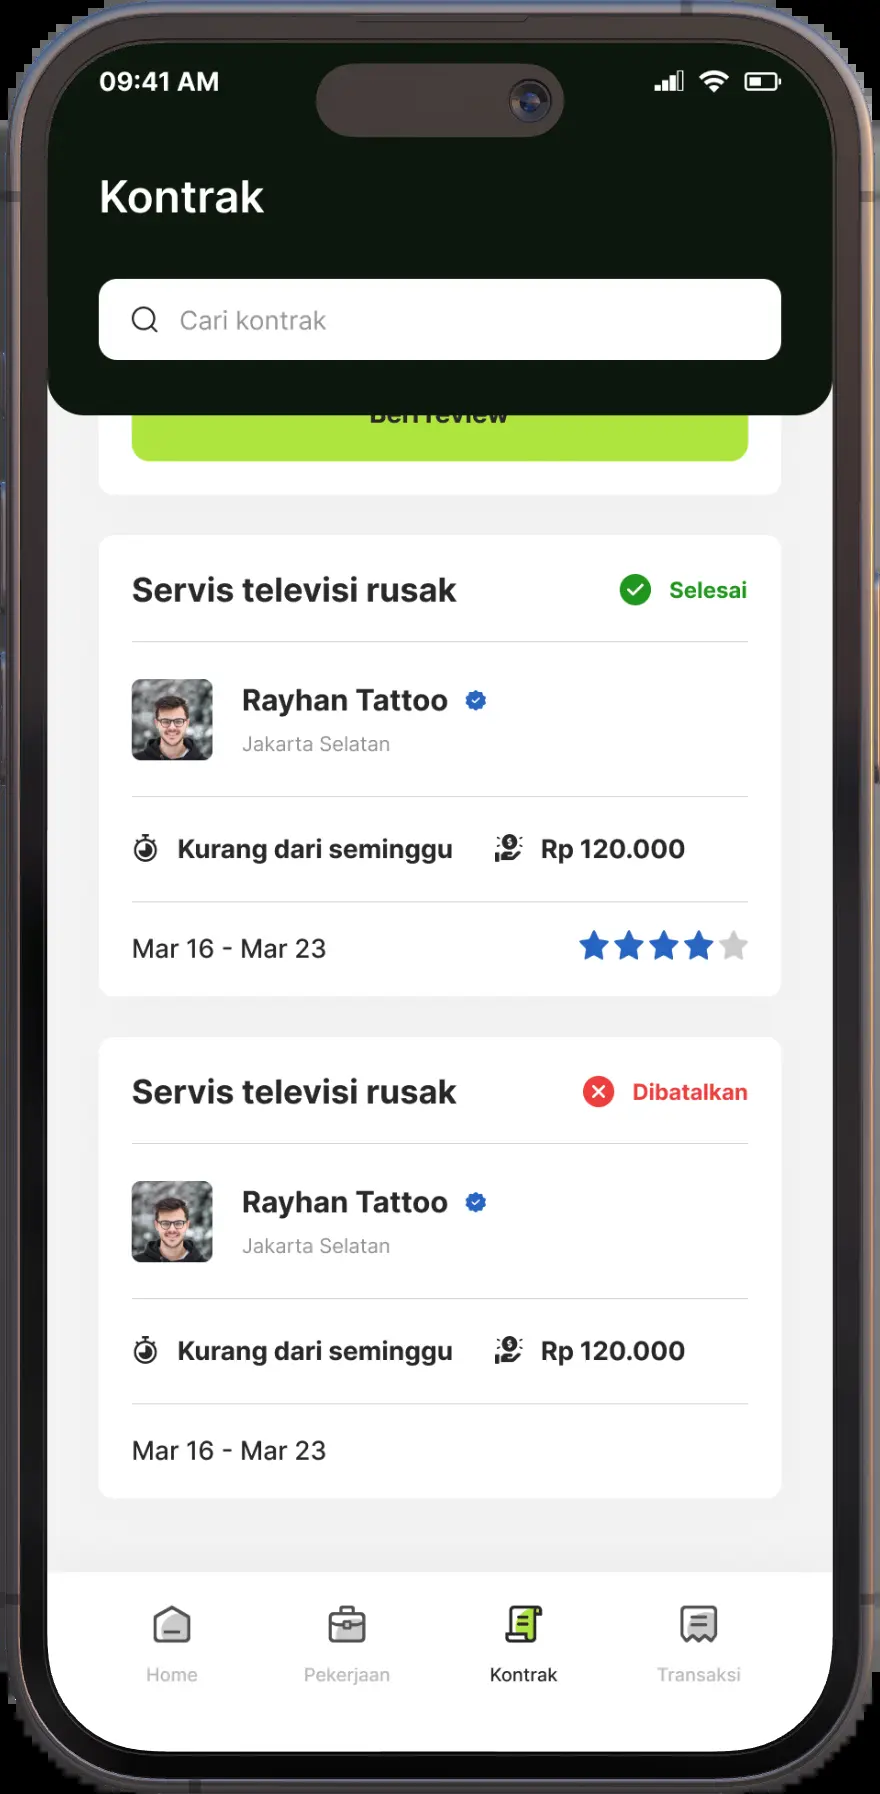 09:41 AM
Kontrak
Cari kontrak
Beri review
Servis televisi rusak
Selesai
Rayhan Tattoo
Jakarta Selatan
Kurang dari seminggu
Rp 120.000
Mar 16 - Mar 23
Servis televisi rusak
Dibatalkan
Rayhan Tattoo
Jakarta Selatan
Kurang dari seminggu
Rp 120.000
Mar 16 - Mar 23
Home
Pekerjaan
Kontrak
Transaksi